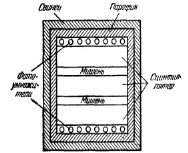 Свинец
Парафин
Фото-
умножи-
тели
Мишень
Мишень
Сцинтил-
лятор